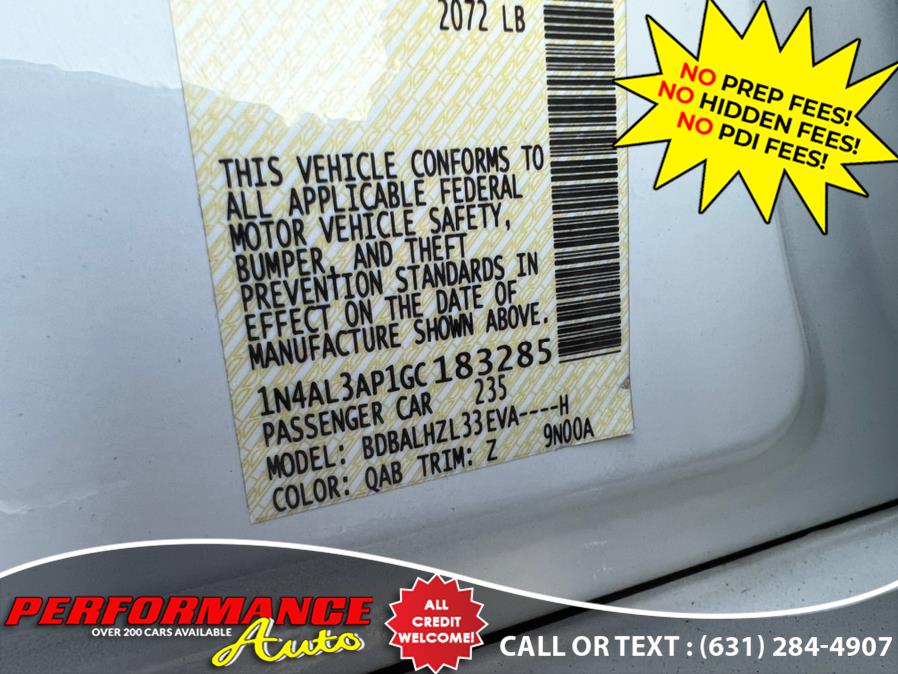 2072 LB
NO PREP FEES!
NO HIDDEN FEES!
NO PDI FEES!
THIS VEHICLE CONFORMS TO
ALL APPLICABLE FEDERAL
MOTOR VEHICLE SAFETY,
BUMPER, AND THEFT
PREVENTION STANDARDS IN
EFFECT ON THE DATE OF
MANUFACTURE SHOWN ABOVE.
1N4AL3AP1GC183285
PASSENGER CAR 235
MODEL: BDBALHZL33EVA----H
COLOR: QAB TRIM: Z 9N00A
PERFORMANCE
OVER 200 CARS AVAILABLE
Auto
ALL
CREDIT
WELCOME!
CALL OR TEXT : (631) 284-4907